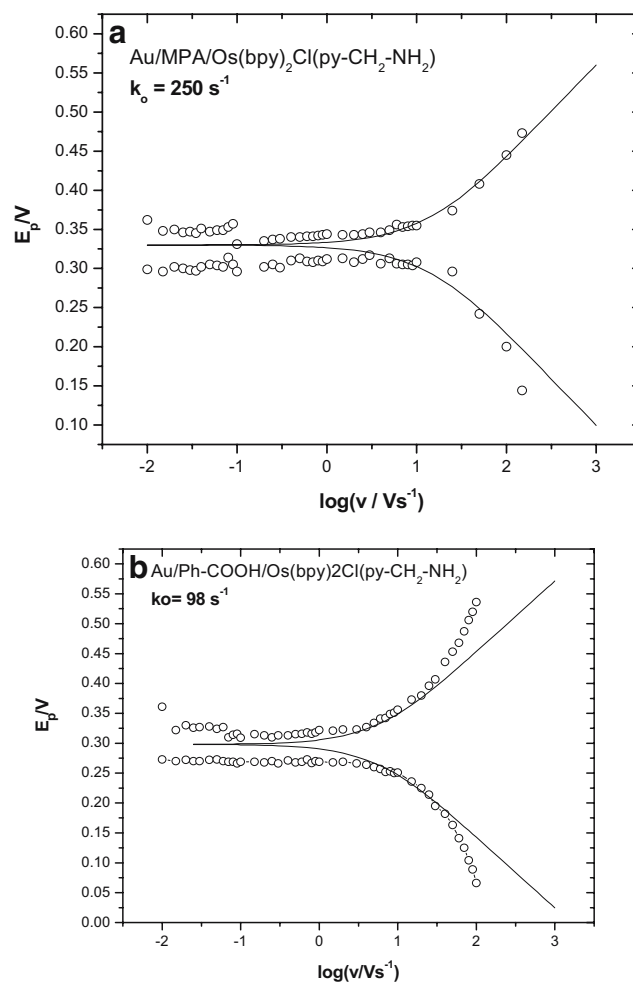 a
Au/MPA/Os(bpy)₂Cl(py-CH₂-NH₂)
kₒ = 250 s⁻¹
Eₚ/V
0.60
0.55
0.50
0.45
0.40
0.35
0.30
0.25
0.20
0.15
0.10
-2 -1 0 1 2 3
log(v / Vs⁻¹)
b
Au/Ph-COOH/Os(bpy)2Cl(py-CH₂-NH₂)
ko= 98 s⁻¹
Eₚ/V
0.60
0.55
0.50
0.45
0.40
0.35
0.30
0.25
0.20
0.15
0.10
0.05
0.00
-2 -1 0 1 2 3
log(v/Vs⁻¹)